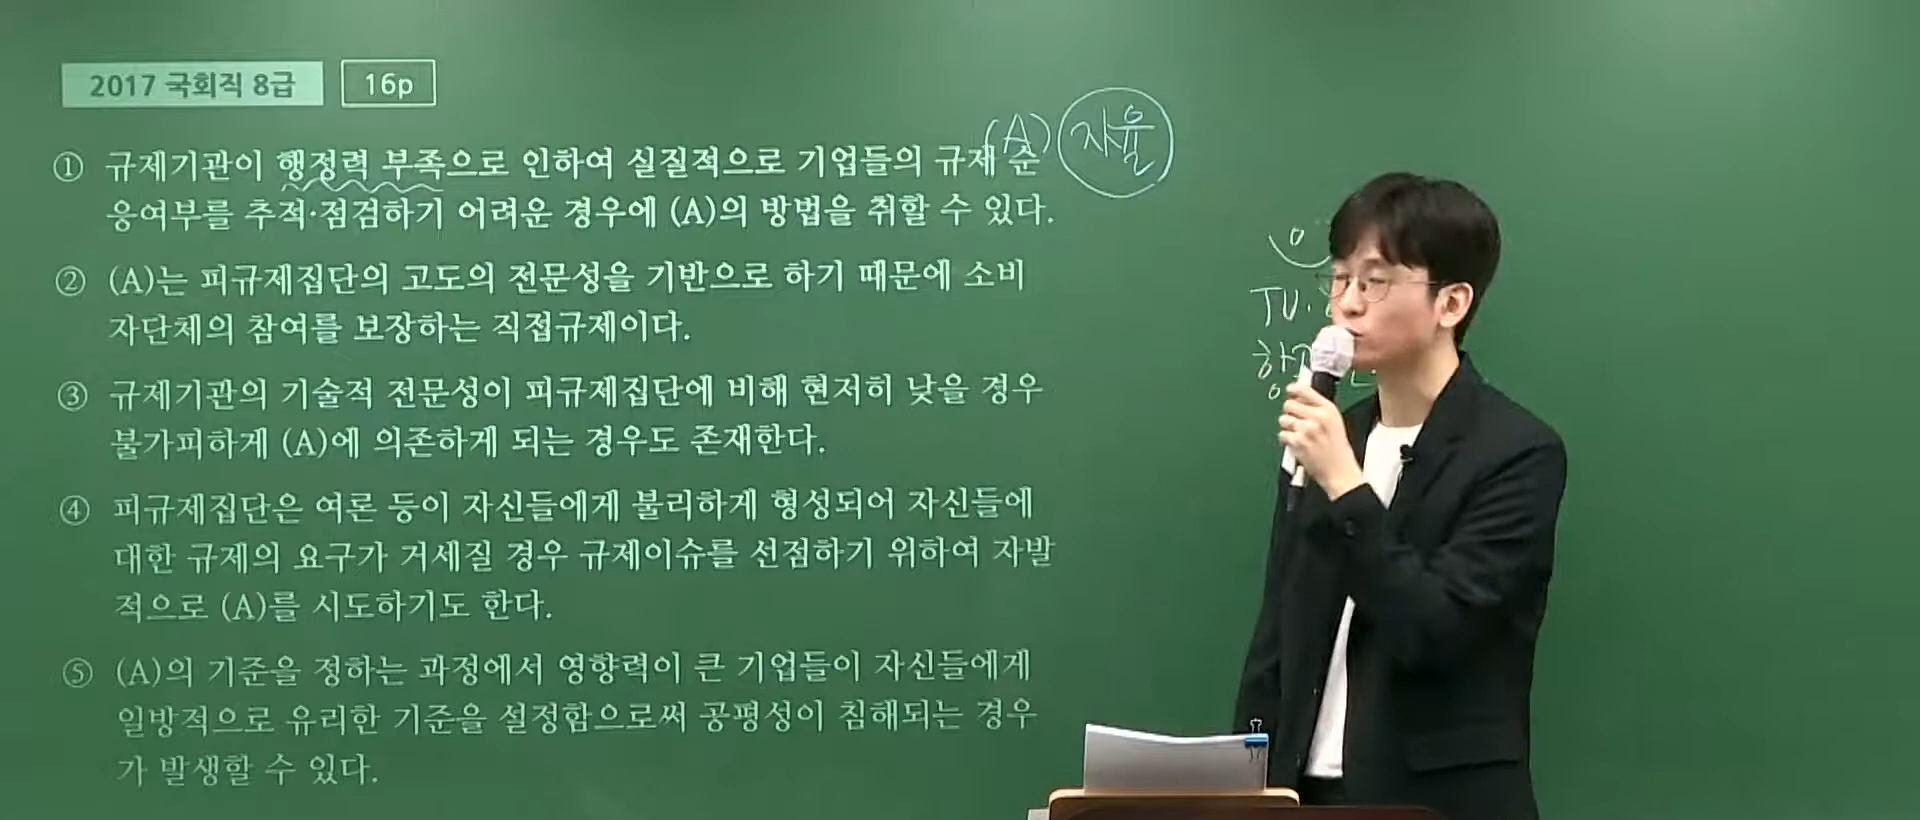 2017 국회직 8급
16p
(A) 자율
① 규제기관이 행정력 부족으로 인하여 실질적으로 기업들의 규제 순
응여부를 추적·점검하기 어려운 경우에 (A)의 방법을 취할 수 있다.
② (A)는 피규제집단의 고도의 전문성을 기반으로 하기 때문에 소비
자단체의 참여를 보장하는 직접규제이다.
③ 규제기관의 기술적 전문성이 피규제집단에 비해 현저히 낮을 경우
불가피하게 (A)에 의존하게 되는 경우도 존재한다.
④ 피규제집단은 여론 등이 자신들에게 불리하게 형성되어 자신들에
대한 규제의 요구가 거세질 경우 규제이슈를 선점하기 위하여 자발
적으로 (A)를 시도하기도 한다.
⑤ (A)의 기준을 정하는 과정에서 영향력이 큰 기업들이 자신들에게
일방적으로 유리한 기준을 설정함으로써 공평성이 침해되는 경우
가 발생할 수 있다.
TV.